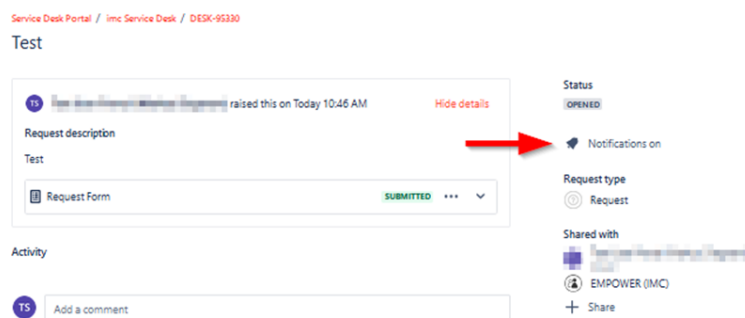 Service Desk Portal / imc Service Desk / DESK-95330
Test
TS raised this on Today 10:46 AM Hide details
Request description
Test
Request Form SUBMITTED ...
Activity
TS Add a comment
Status
OPENED
Notifications on
Request type
Request
Shared with
EMPOWER (IMC)
+ Share